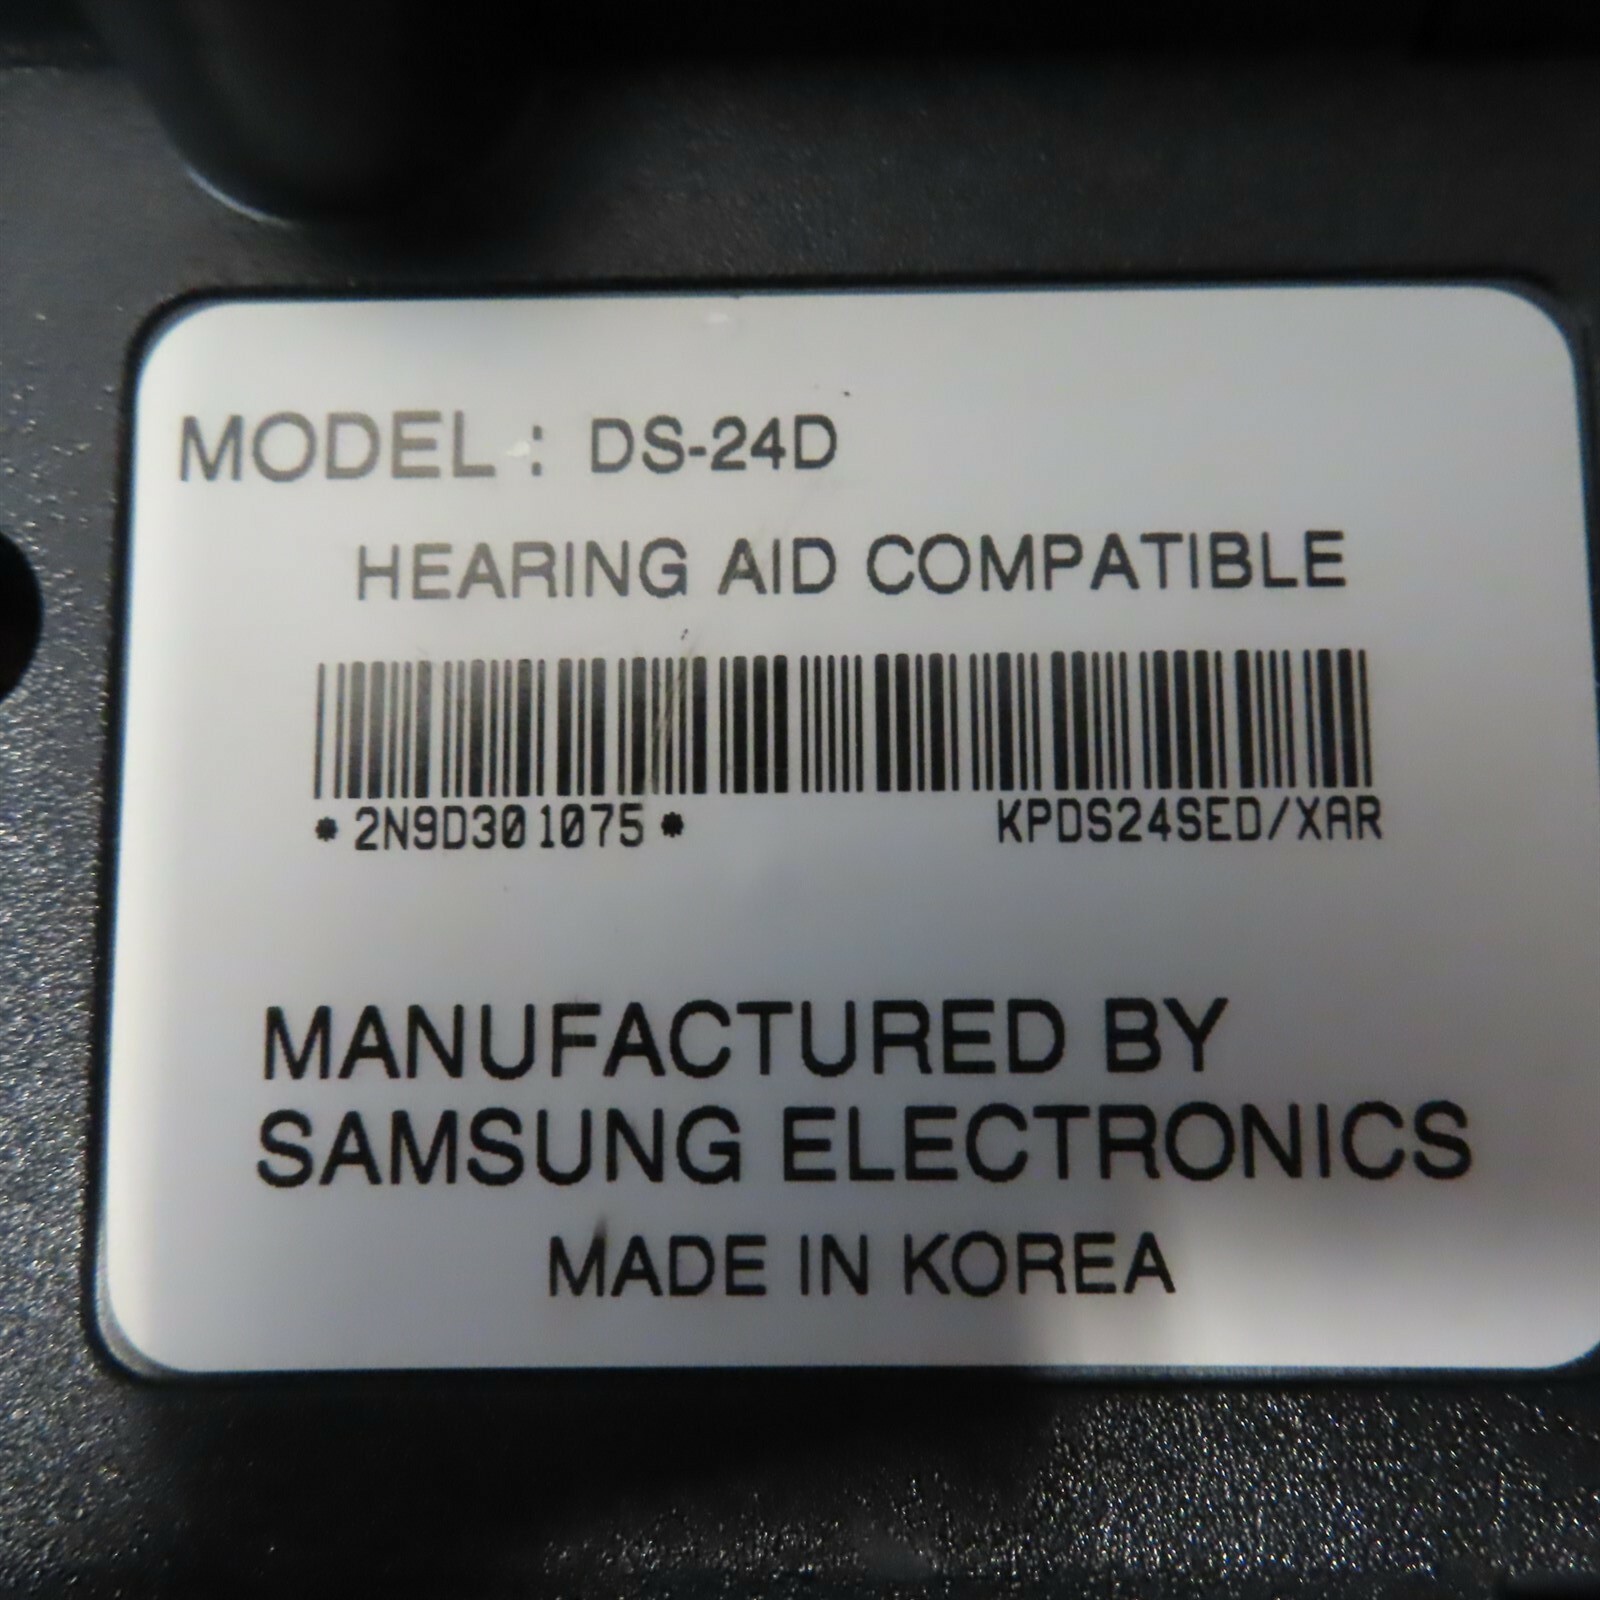 MODEL : DS-24D
HEARING AID COMPATIBLE
*2N9D301075* KPDS24SED/XAR
MANUFACTURED BY
SAMSUNG ELECTRONICS
MADE IN KOREA